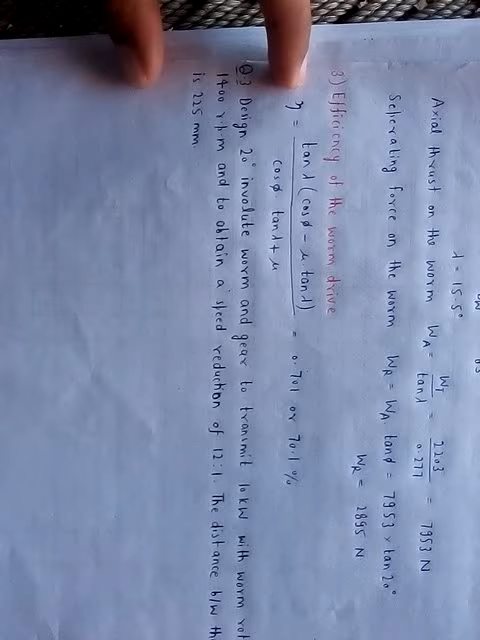 λ = 15.5°
Axial thrust on the worm W_A = W_T / tan λ = 2203 / 0.277 = 7953 N
Seperating force on the worm W_R = W_A . tan φ = 7953 × tan 20°
W_R = 2895 N
3) Efficiency of the worm drive
η = tan λ (cos φ - μ . tan λ) / cos φ . tan λ + μ = 0.701 or 70.1 %
Q.3 Design 20° involute worm and gear to transmit 10 kW with worm rot
1400 r.p.m and to obtain a speed reduction of 12:1. The distance b/w th
is 225 mm.